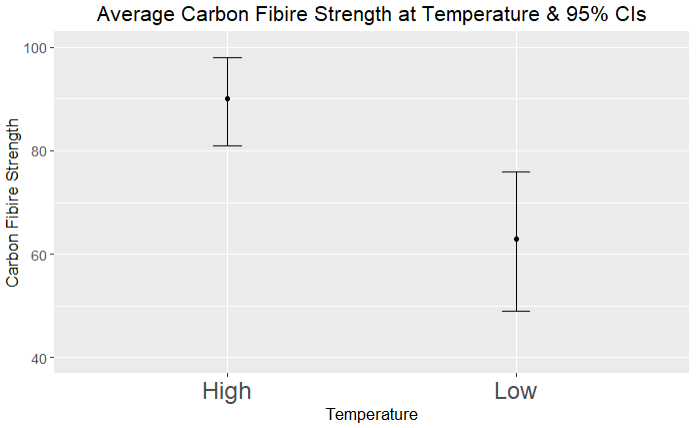 Average Carbon Fibire Strength at Temperature & 95% CIs
Carbon Fibire Strength
100
80
60
40
High Low
Temperature